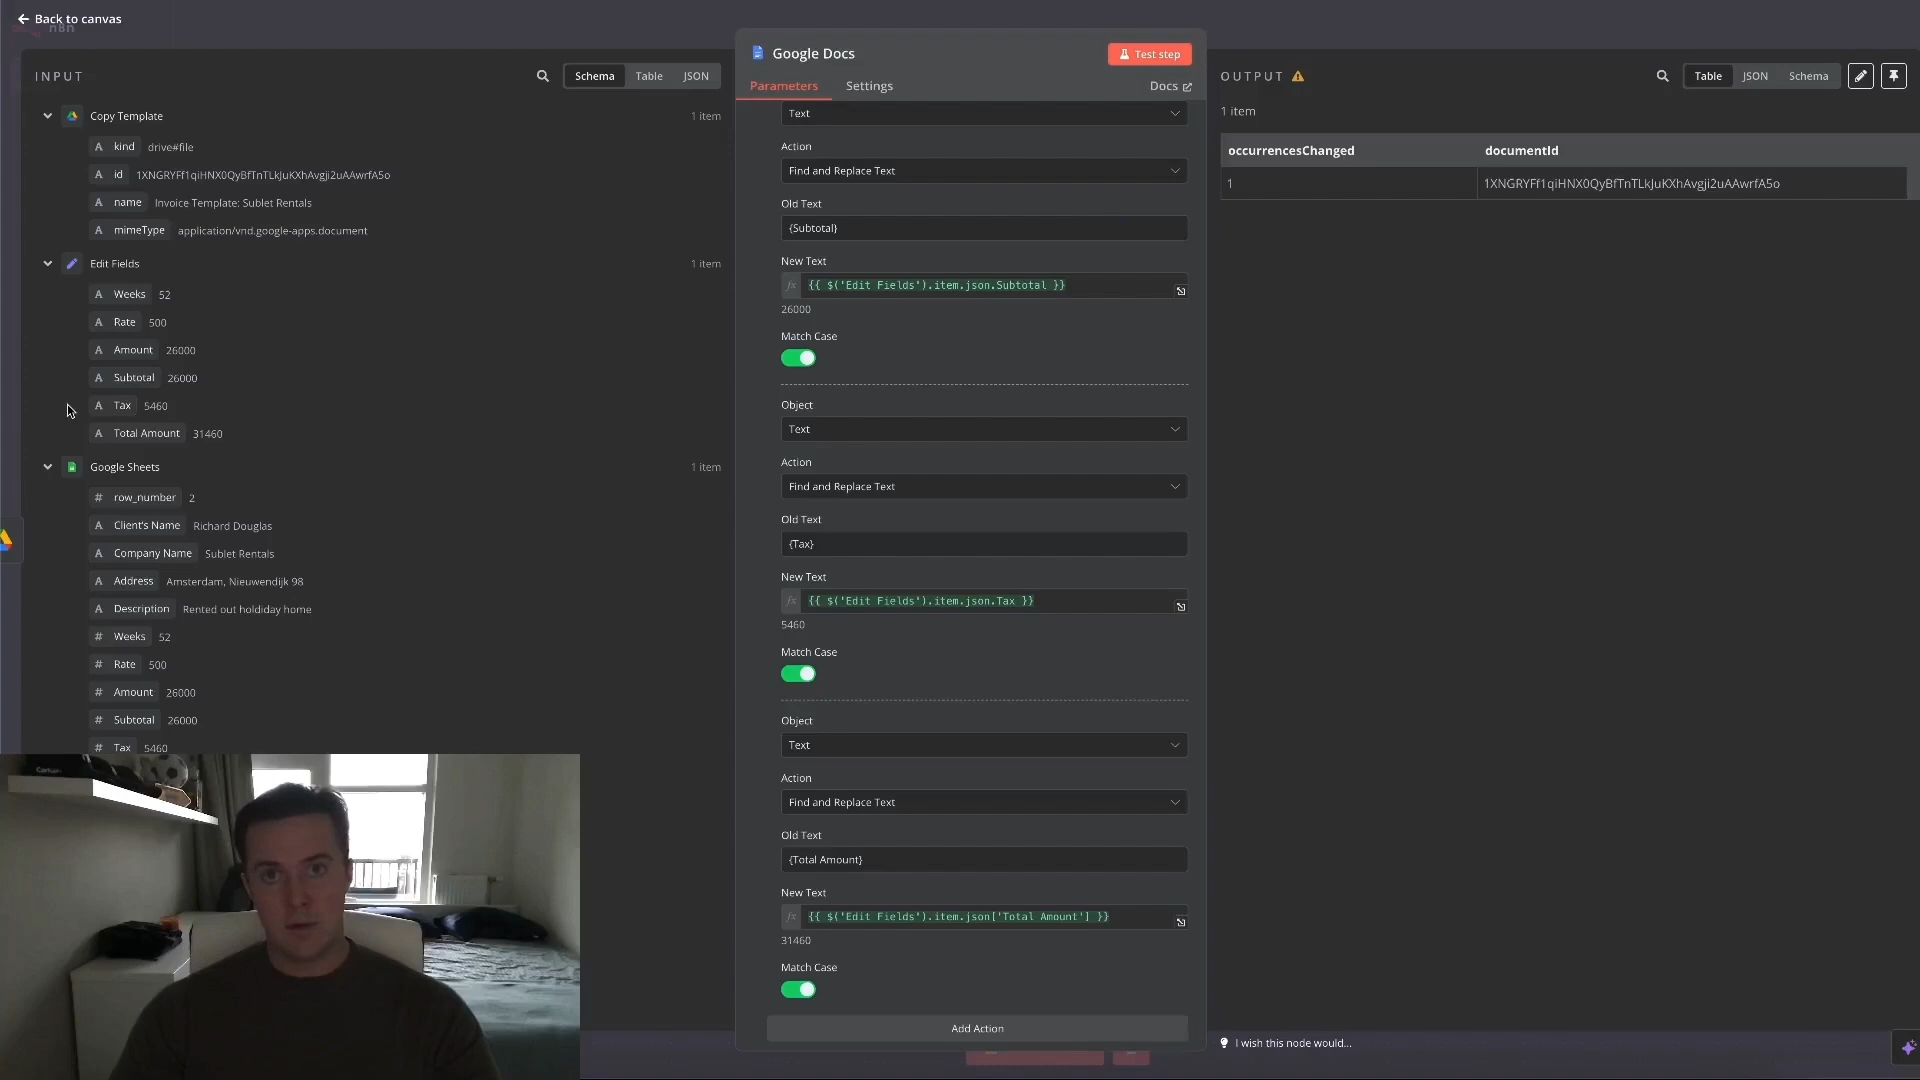 Back to canvas
n8n
INPUT
Schema
Table
JSON
Copy Template
1 item
A kind drive#file
A id 1XNGRYFf1qiHNX0QyBfTnTLkJuKXhAvgji2uAAwrfA5o
A name Invoice Template: Sublet Rentals
A mimeType application/vnd.google-apps.document
Edit Fields
1 item
A Weeks 52
A Rate 500
A Amount 26000
A Subtotal 26000
A Tax 5460
A Total Amount 31460
Google Sheets
1 item
# row_number 2
A Client's Name Richard Douglas
A Company Name Sublet Rentals
A Address Amsterdam, Nieuwendijk 98
A Description Rented out holdiday home
# Weeks 52
# Rate 500
# Amount 26000
# Subtotal 26000
# Tax 5460
Google Docs
Test step
Parameters
Settings
Docs
Text
Action
Find and Replace Text
Old Text
{Subtotal}
New Text
fx {{ $('Edit Fields').item.json.Subtotal }}
26000
Match Case
Object
Text
Action
Find and Replace Text
Old Text
{Tax}
New Text
fx {{ $('Edit Fields').item.json.Tax }}
5460
Match Case
Object
Text
Action
Find and Replace Text
Old Text
{Total Amount}
New Text
fx {{ $('Edit Fields').item.json['Total Amount'] }}
31460
Match Case
Add Action
OUTPUT
Table
JSON
Schema
1 item
occurrencesChanged documentId
1 1XNGRYFf1qiHNX0QyBfTnTLkJuKXhAvgji2uAAwrfA5o
I wish this node would...